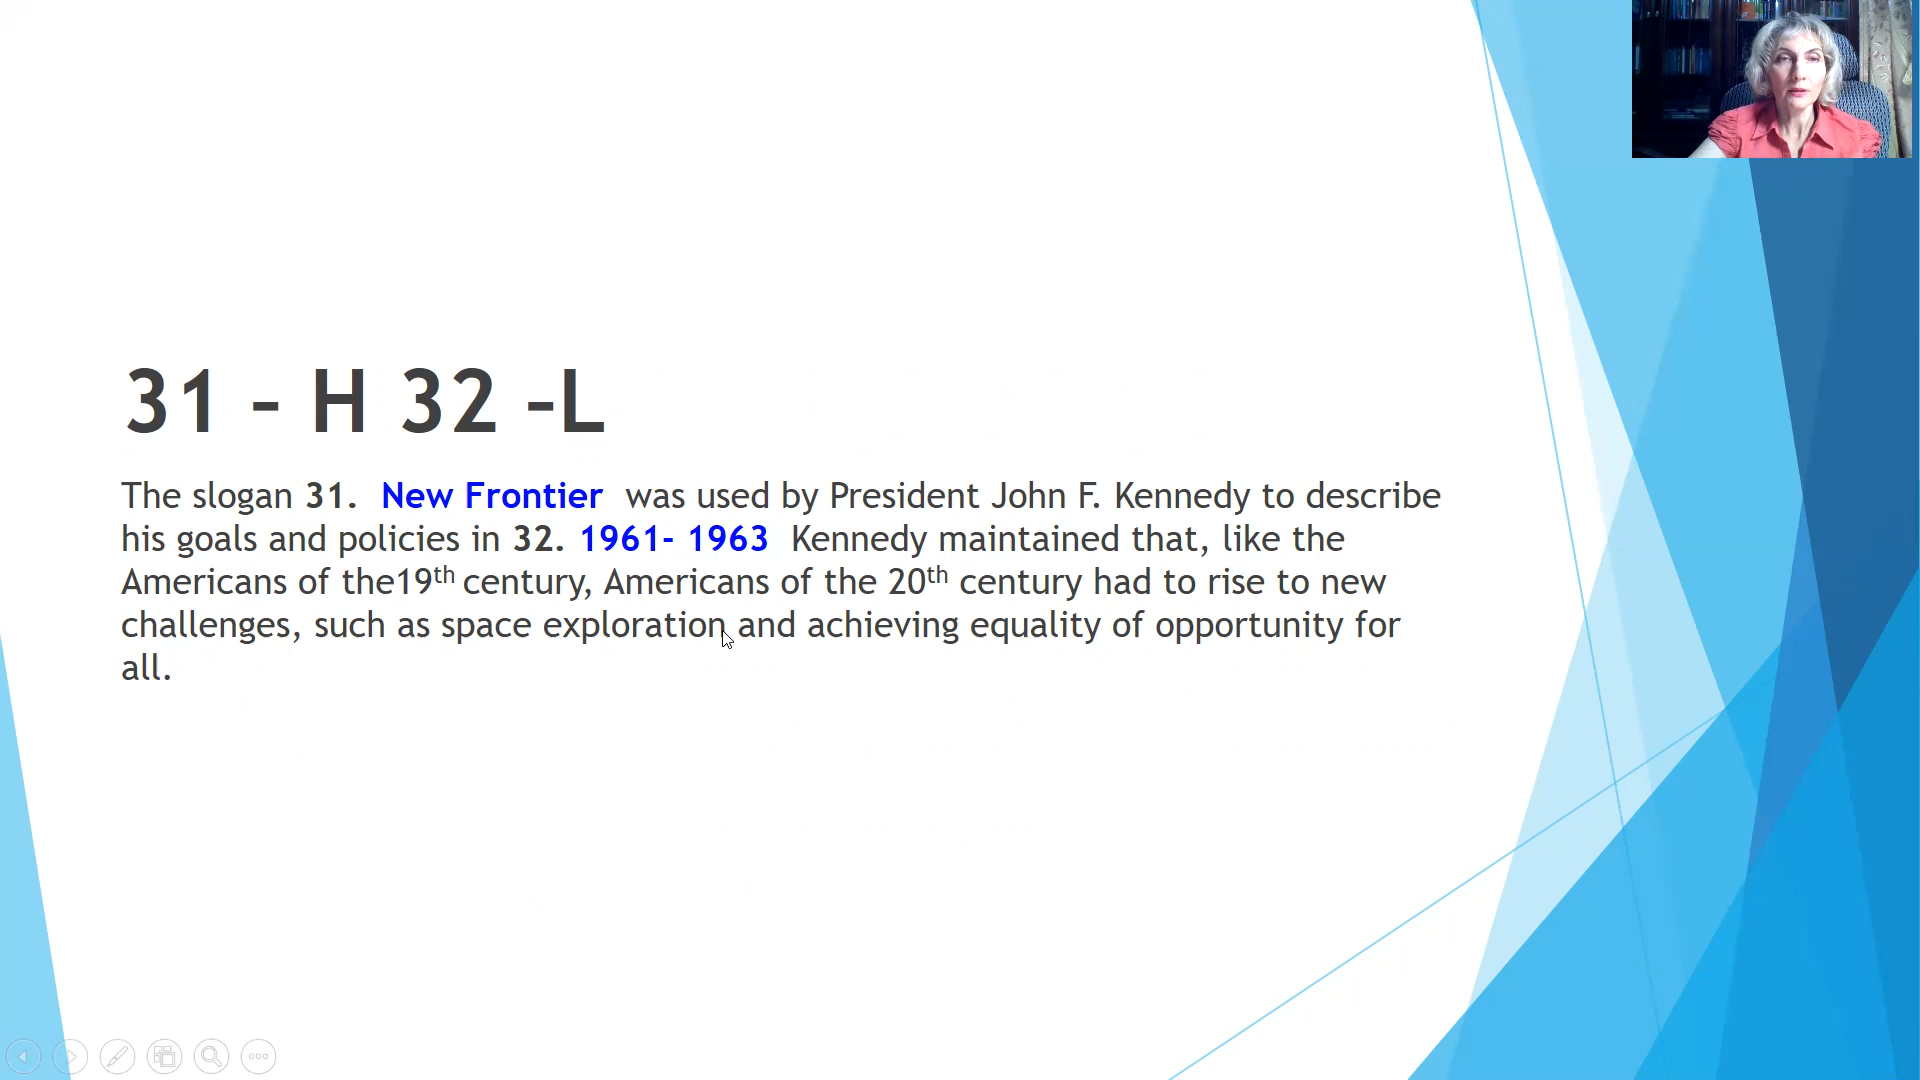 31 – H 32 –L
The slogan 31. New Frontier was used by President John F. Kennedy to describe
his goals and policies in 32. 1961- 1963 Kennedy maintained that, like the
Americans of the19th century, Americans of the 20th century had to rise to new
challenges, such as space exploration and achieving equality of opportunity for
all.